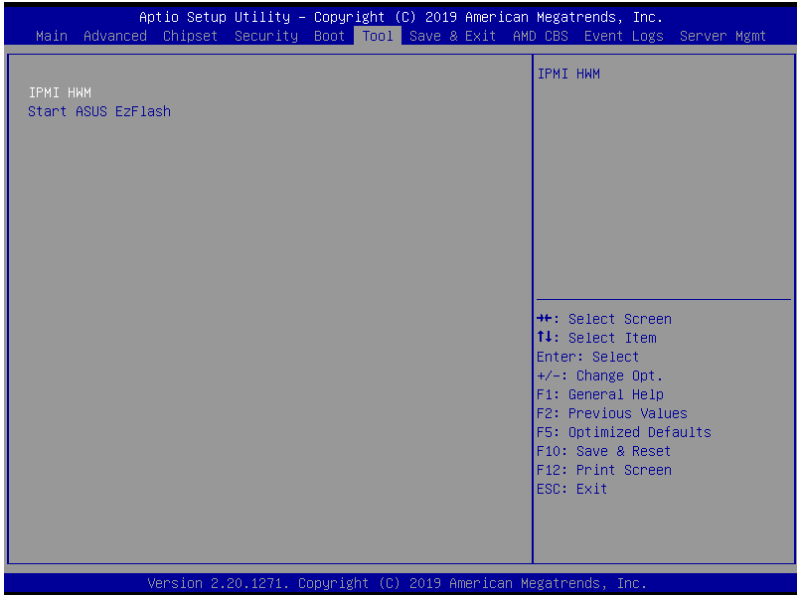 Aptio Setup Utility – Copyright (C) 2019 American Megatrends, Inc.
Main Advanced Chipset Security Boot Tool Save & Exit AMD CBS Event Logs Server Mgmt
IPMI HWM
Start ASUS EzFlash
IPMI HWM
→←: Select Screen
↑↓: Select Item
Enter: Select
+/-: Change Opt.
F1: General Help
F2: Previous Values
F5: Optimized Defaults
F10: Save & Reset
F12: Print Screen
ESC: Exit
Version 2.20.1271. Copyright (C) 2019 American Megatrends, Inc.